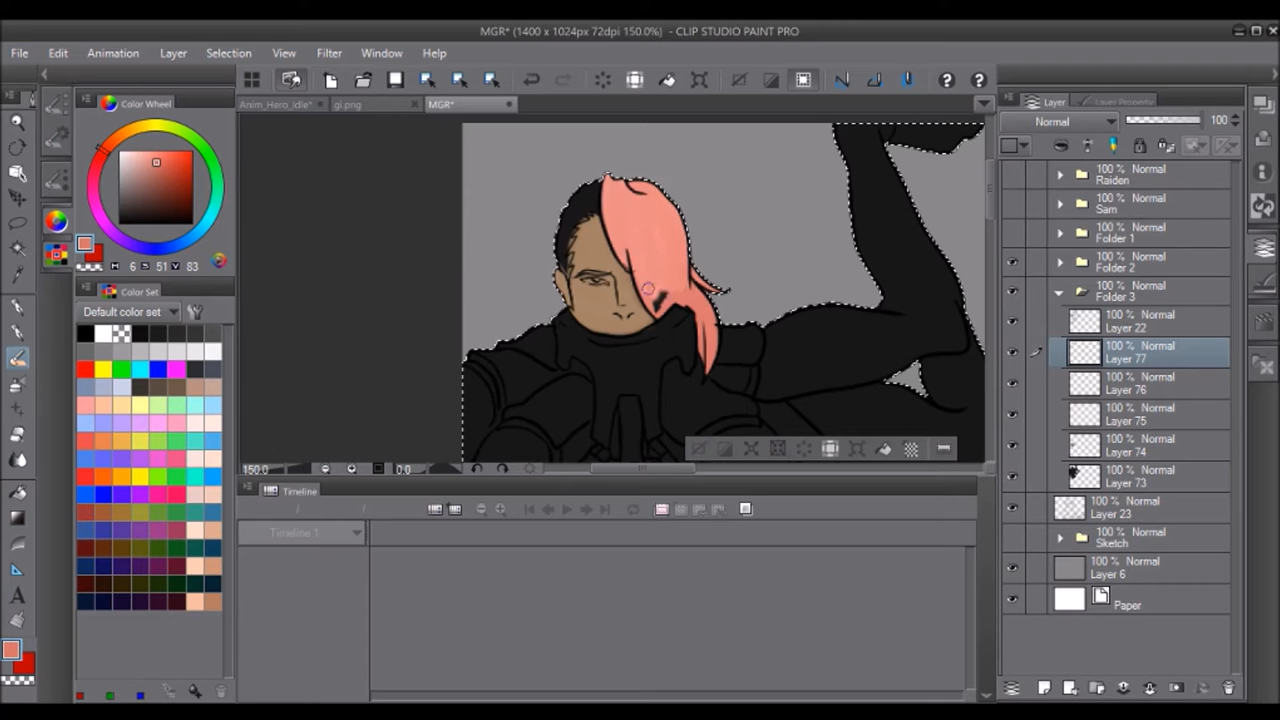 MGR* (1400 x 1024px 72dpi 150.0%) - CLIP STUDIO PAINT PRO
File Edit Animation Layer Selection View Filter Window Help
Color Wheel
Anim_Hero_Idle* gi.png MGR*
H 6 S 51 V 83
Color Set
Default color set
150.0 0.0
Timeline
Timeline 1
Layer Layer Property
Normal 100
100 % Normal
Raiden
100 % Normal
Sam
100 % Normal
Folder 1
100 % Normal
Folder 2
100 % Normal
Folder 3
100 % Normal
Layer 22
100 % Normal
Layer 77
100 % Normal
Layer 76
100 % Normal
Layer 75
100 % Normal
Layer 74
100 % Normal
Layer 73
100 % Normal
Layer 23
100 % Normal
Sketch
100 % Normal
Layer 6
Paper